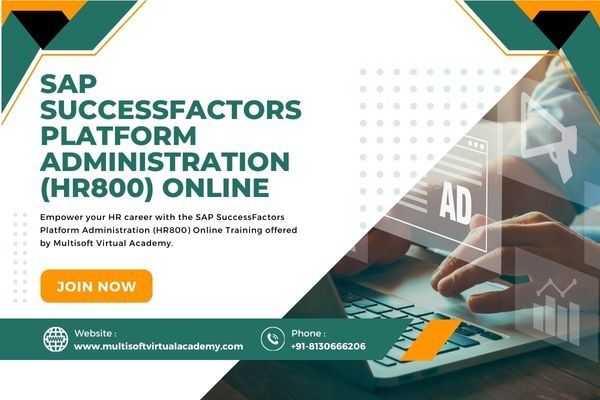 SAP
SUCCESSFACTORS
PLATFORM
ADMINISTRATION
(HR800) ONLINE
Empower your HR career with the SAP SuccessFactors
Platform Administration (HR800) Online Training offered
by Multisoft Virtual Academy.
AD
JOIN NOW
Website :
www.multisoftvirtualacademy.com
Phone :
+91-8130666206